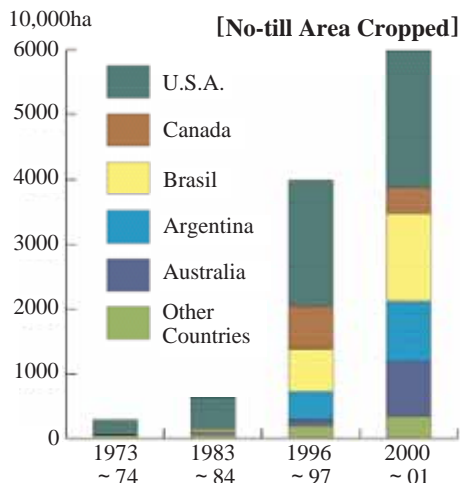 10,000ha
[No-till Area Cropped]
6000
5000
4000
3000
2000
1000
0
U.S.A.
Canada
Brasil
Argentina
Australia
Other
Countries
1973
~ 74
1983
~ 84
1996
~ 97
2000
~ 01